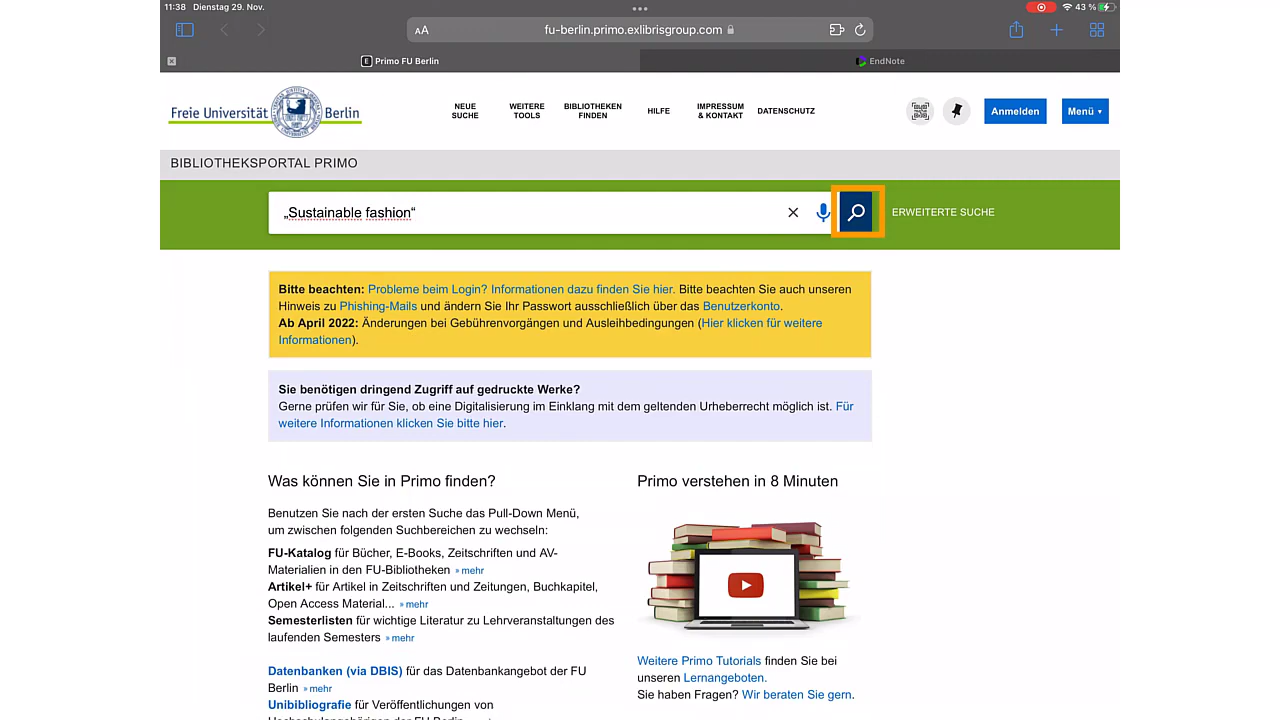 11:38 Dienstag 29. Nov.
43 %
AA
fu-berlin.primo.exlibrisgroup.com
Primo FU Berlin
EndNote
Freie Universität Berlin
NEUE SUCHE
WEITERE TOOLS
BIBLIOTHEKEN FINDEN
HILFE
IMPRESSUM & KONTAKT
DATENSCHUTZ
Anmelden
Menü
BIBLIOTHEKSPORTAL PRIMO
„Sustainable fashion“
ERWEITERTE SUCHE
Bitte beachten: Probleme beim Login? Informationen dazu finden Sie hier. Bitte beachten Sie auch unseren
Hinweis zu Phishing-Mails und ändern Sie Ihr Passwort ausschließlich über das Benutzerkonto.
Ab April 2022: Änderungen bei Gebührenvorgängen und Ausleihbedingungen (Hier klicken für weitere
Informationen).
Sie benötigen dringend Zugriff auf gedruckte Werke?
Gerne prüfen wir für Sie, ob eine Digitalisierung im Einklang mit dem geltenden Urheberrecht möglich ist. Für
weitere Informationen klicken Sie bitte hier.
Was können Sie in Primo finden?
Benutzen Sie nach der ersten Suche das Pull-Down Menü,
um zwischen folgenden Suchbereichen zu wechseln:
FU-Katalog für Bücher, E-Books, Zeitschriften und AV-
Materialien in den FU-Bibliotheken » mehr
Artikel+ für Artikel in Zeitschriften und Zeitungen, Buchkapitel,
Open Access Material... » mehr
Semesterlisten für wichtige Literatur zu Lehrveranstaltungen des
laufenden Semesters » mehr
Datenbanken (via DBIS) für das Datenbankangebot der FU
Berlin » mehr
Unibibliografie für Veröffentlichungen von
Primo verstehen in 8 Minuten
Weitere Primo Tutorials finden Sie bei
unseren Lernangeboten.
Sie haben Fragen? Wir beraten Sie gern.